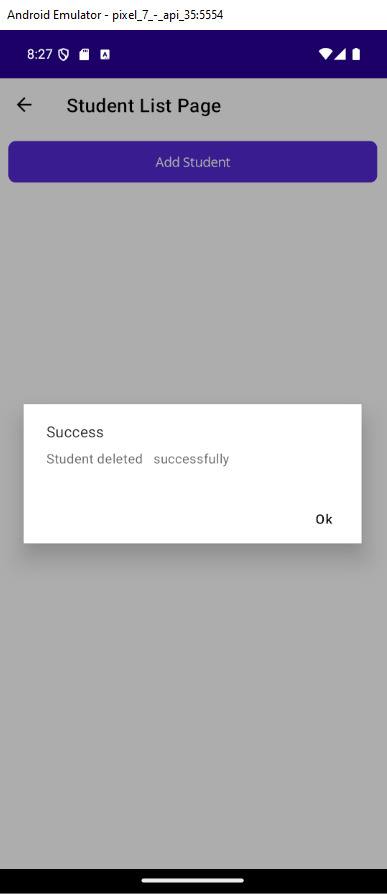 Android Emulator - pixel_7_-_api_35:5554
8:27
Student List Page
Add Student
Success
Student deleted   successfully
Ok